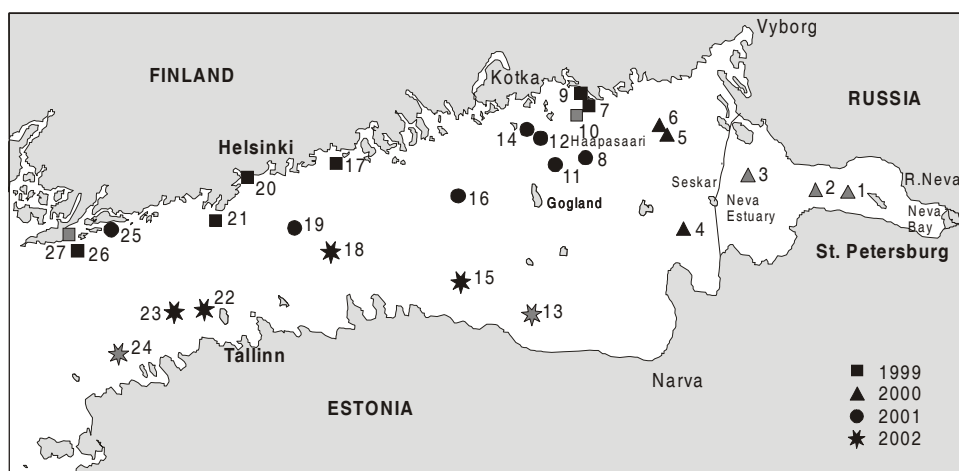 Vyborg
FINLAND
Kotka
9
7
RUSSIA
6
10
5
14
12
Haapasaari
8
Helsinki
17
11
20
3
2
1
R.Neva
Seskar
16
Gogland
Neva
Estuary
Neva
Bay
21
19
25
4
St. Petersburg
27
26
18
15
23
22
13
24
Tallinn
Narva
1999
ESTONIA
2000
2001
2002